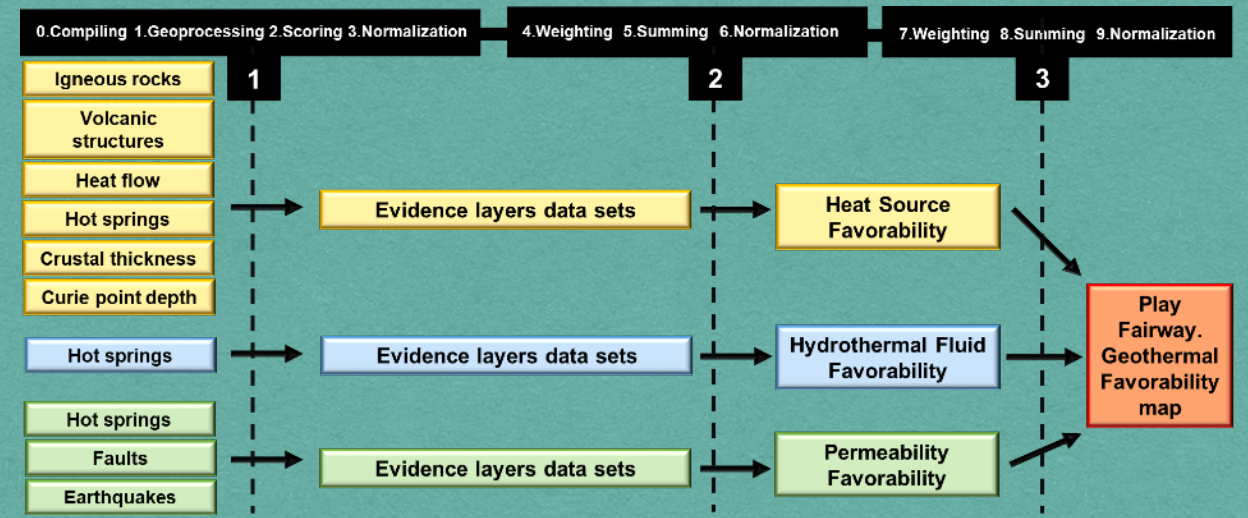 0.Compiling 1.Geoprocessing 2.Scoring 3.Normalization
4.Weighting 5.Summing 6.Normalization
7.Weighting 8.Summing 9.Normalization
1
2
3
Igneous rocks
Volcanic
structures
Heat flow
Hot springs
Crustal thickness
Curie point depth
Evidence layers data sets
Heat Source
Favorability
Hot springs
Evidence layers data sets
Hydrothermal Fluid
Favorability
Hot springs
Faults
Earthquakes
Evidence layers data sets
Permeability
Favorability
Play
Fairway.
Geothermal
Favorability
map